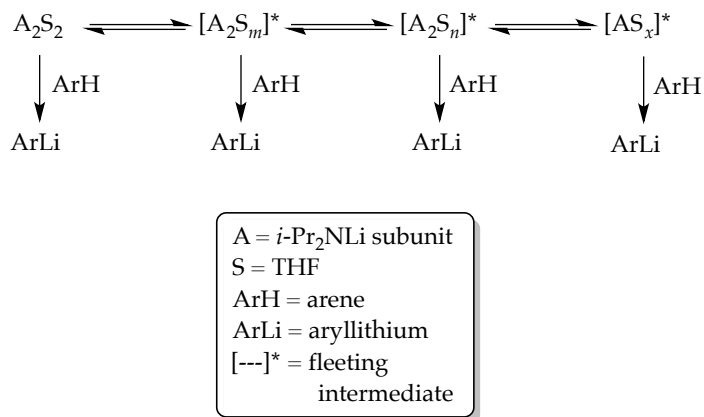 A₂S₂ [A₂Sₘ]* [A₂Sₙ]* [ASₓ]*
ArH ArH ArH ArH
ArLi ArLi ArLi ArLi
A = i-Pr₂NLi subunit
S = THF
ArH = arene
ArLi = aryllithium
[---]* = fleeting
intermediate